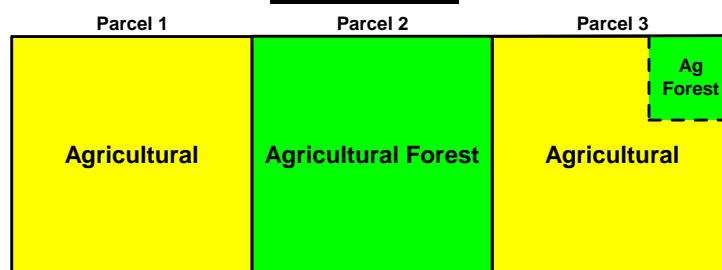 Parcel 1
Parcel 2
Parcel 3
Agricultural
Agricultural Forest
Agricultural
Ag
Forest